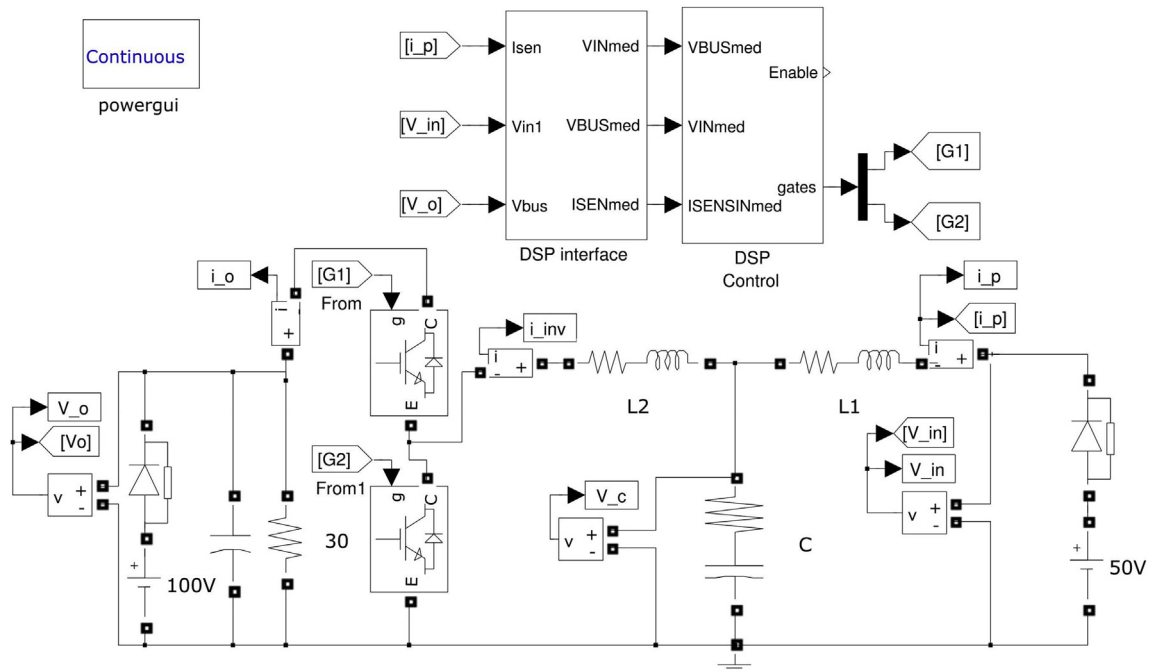 Continuous
powergui
[i_p]
Isen
VINmed
VBUSmed
Enable
[V_in]
Vin1
VBUSmed
VINmed
[G1]
gates
[V_o]
Vbus
ISENmed
ISENSINmed
[G2]
DSP interface
DSP
Control
i_o
[G1]
From
i_p
i
+
g
C
i_inv
[i_p]
i
-
+
i
-
+
E
L2
L1
V_o
[Vo]
[V_in]
[G2]
From1
V_in
v
+
-
g
C
V_c
v
+
-
30
v
+
-
C
+
100V
E
+
50V